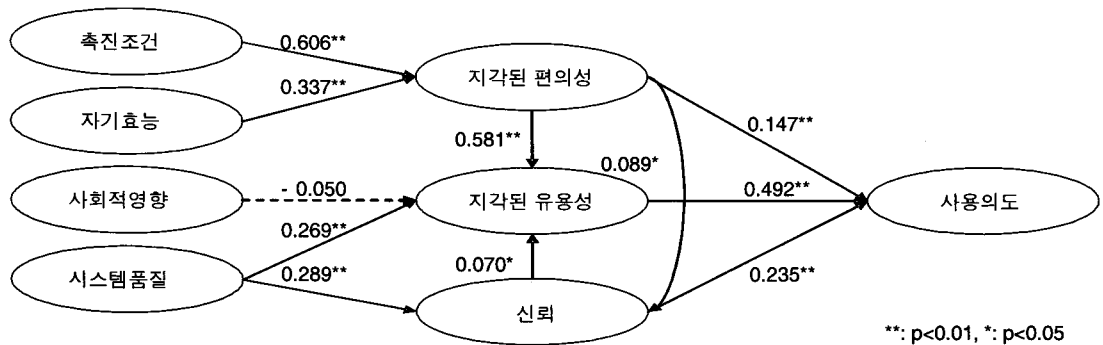 촉진조건
0.606**
지각된 편의성
0.337**
자기효능
0.147**
0.581**
0.089*
사회적영향
- 0.050
지각된 유용성
0.492**
사용의도
0.269**
시스템품질
0.289**
0.070*
0.235**
신뢰
**: p<0.01, *: p<0.05